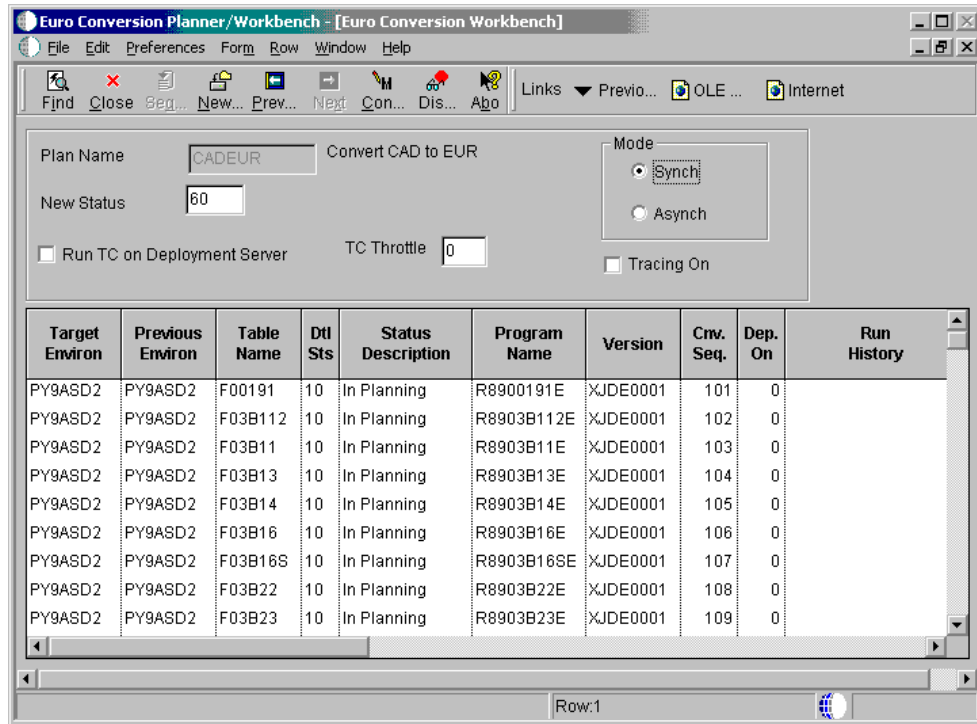 Euro Conversion Planner/Workbench - [Euro Conversion Workbench]
File Edit Preferences Form Row Window Help
Find Close Seq... New... Prev... Next Con... Dis... Abo Links Previo... OLE ... Internet
Plan Name CADEUR Convert CAD to EUR
Mode
Synch
New Status 60
Asynch
Run TC on Deployment Server TC Throttle 0
Tracing On
Target Environ Previous Environ Table Name Dtl Sts Status Description Program Name Version Cnv. Seq. Dep. On Run History
PY9ASD2 PY9ASD2 F00191 10 In Planning R8900191E XJDE0001 101 0
PY9ASD2 PY9ASD2 F03B112 10 In Planning R8903B112E XJDE0001 102 0
PY9ASD2 PY9ASD2 F03B11 10 In Planning R8903B11E XJDE0001 103 0
PY9ASD2 PY9ASD2 F03B13 10 In Planning R8903B13E XJDE0001 104 0
PY9ASD2 PY9ASD2 F03B14 10 In Planning R8903B14E XJDE0001 105 0
PY9ASD2 PY9ASD2 F03B16 10 In Planning R8903B16E XJDE0001 106 0
PY9ASD2 PY9ASD2 F03B16S 10 In Planning R8903B16SE XJDE0001 107 0
PY9ASD2 PY9ASD2 F03B22 10 In Planning R8903B22E XJDE0001 108 0
PY9ASD2 PY9ASD2 F03B23 10 In Planning R8903B23E XJDE0001 109 0
Row:1